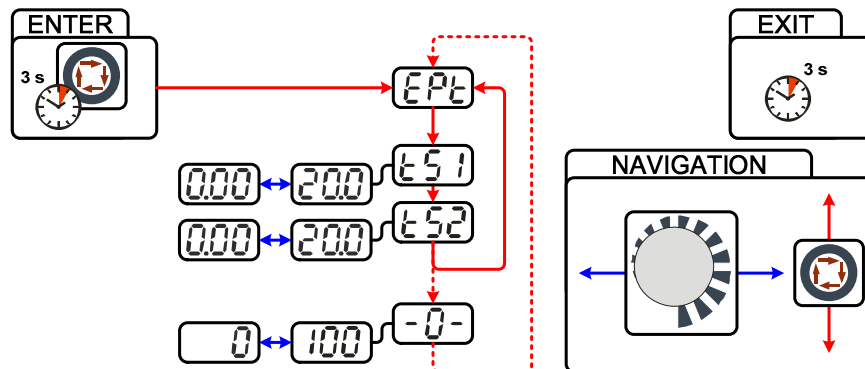 ENTER
3 s
EPt
EXIT
3 s
0.00 20.0 tS1
0.00 20.0 tS2
0 100 -0-
NAVIGATION